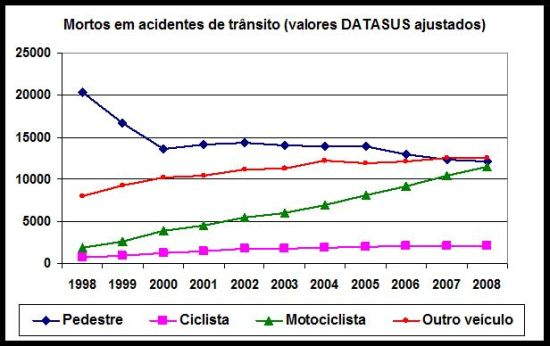 Mortos em acidentes de trânsito (valores DATASUS ajustados)
25000
20000
15000
10000
5000
0
1998 1999 2000 2001 2002 2003 2004 2005 2006 2007 2008
Pedestre Ciclista Motociclista Outro veículo